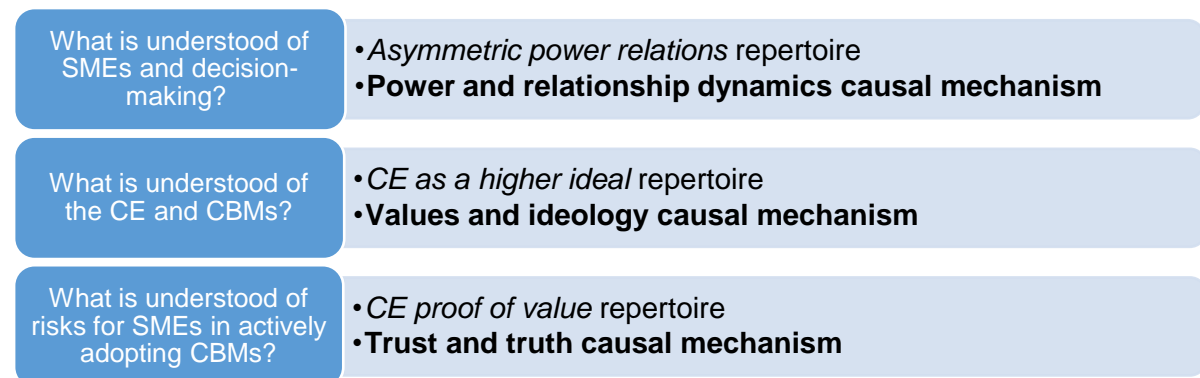 What is understood of
SMEs and decision-
making?
•Asymmetric power relations repertoire
•Power and relationship dynamics causal mechanism
What is understood of
the CE and CBMs?
•CE as a higher ideal repertoire
•Values and ideology causal mechanism
What is understood of
risks for SMEs in actively
adopting CBMs?
•CE proof of value repertoire
•Trust and truth causal mechanism